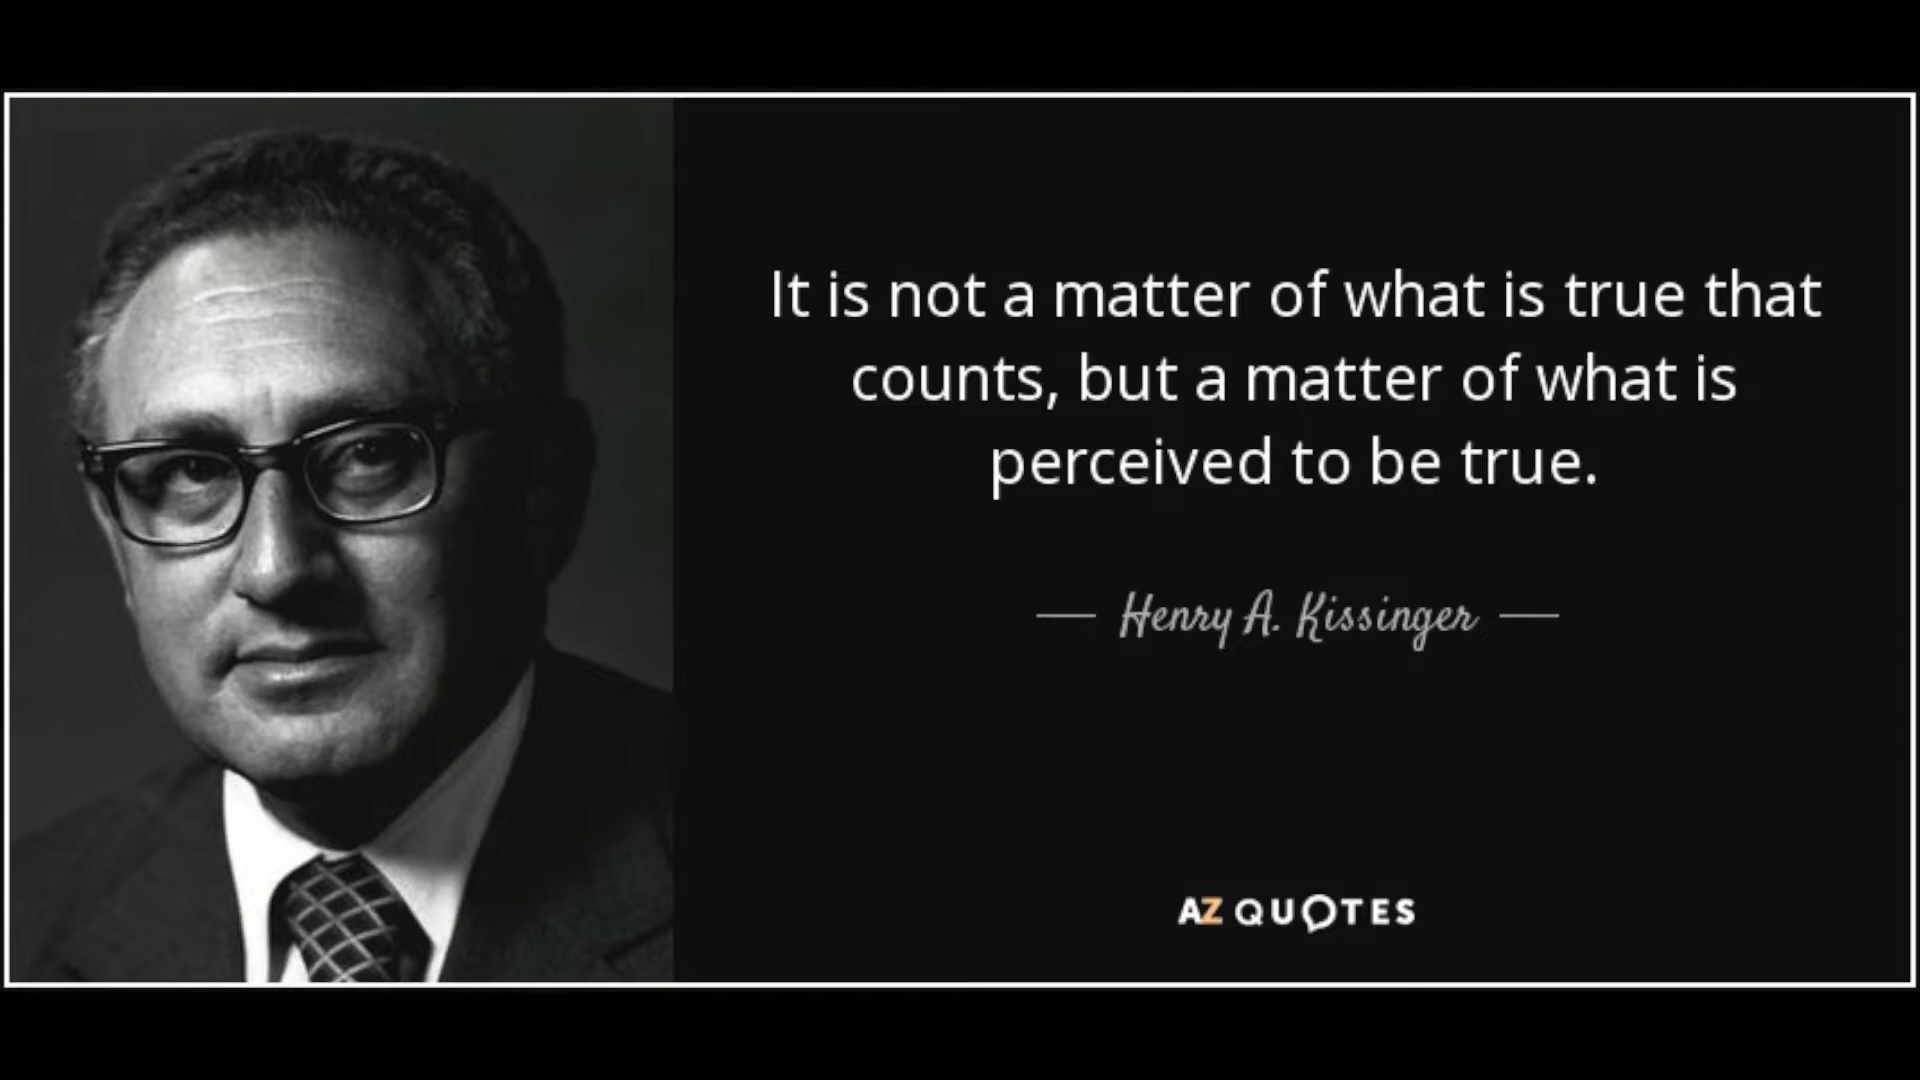 It is not a matter of what is true that
counts, but a matter of what is
perceived to be true.
Henry A. Kissinger
AZ QUOTES